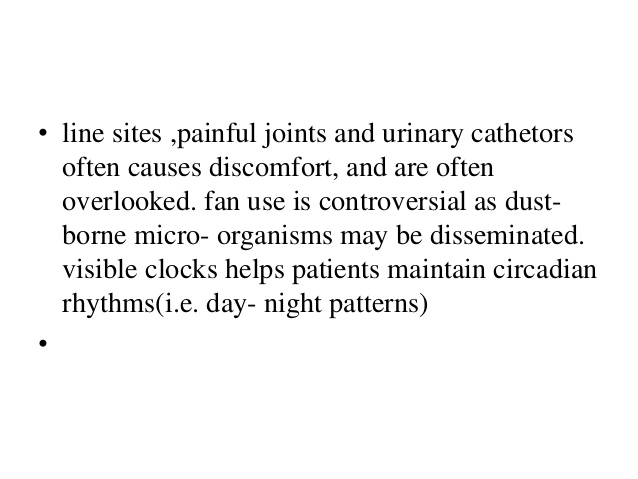 • line sites ,painful joints and urinary cathetors
often causes discomfort, and are often
overlooked. fan use is controversial as dust-
borne micro- organisms may be disseminated.
visible clocks helps patients maintain circadian
rhythms(i.e. day- night patterns)
•